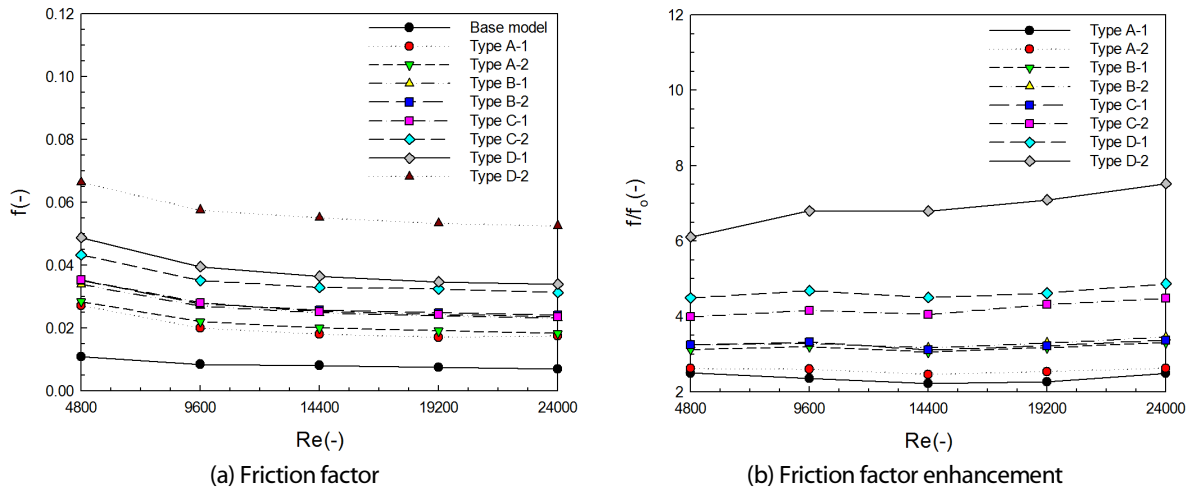 0.12
0.10
0.08
0.06
0.04
0.02
0.00
f(-)
Base model
Type A-1
Type A-2
Type B-1
Type B-2
Type C-1
Type C-2
Type D-1
Type D-2
4800 9600 14400 19200 24000
Re(-)
(a) Friction factor
12
10
8
6
4
2
f/fo(-)
Type A-1
Type A-2
Type B-1
Type B-2
Type C-1
Type C-2
Type D-1
Type D-2
4800 9600 14400 19200 24000
Re(-)
(b) Friction factor enhancement